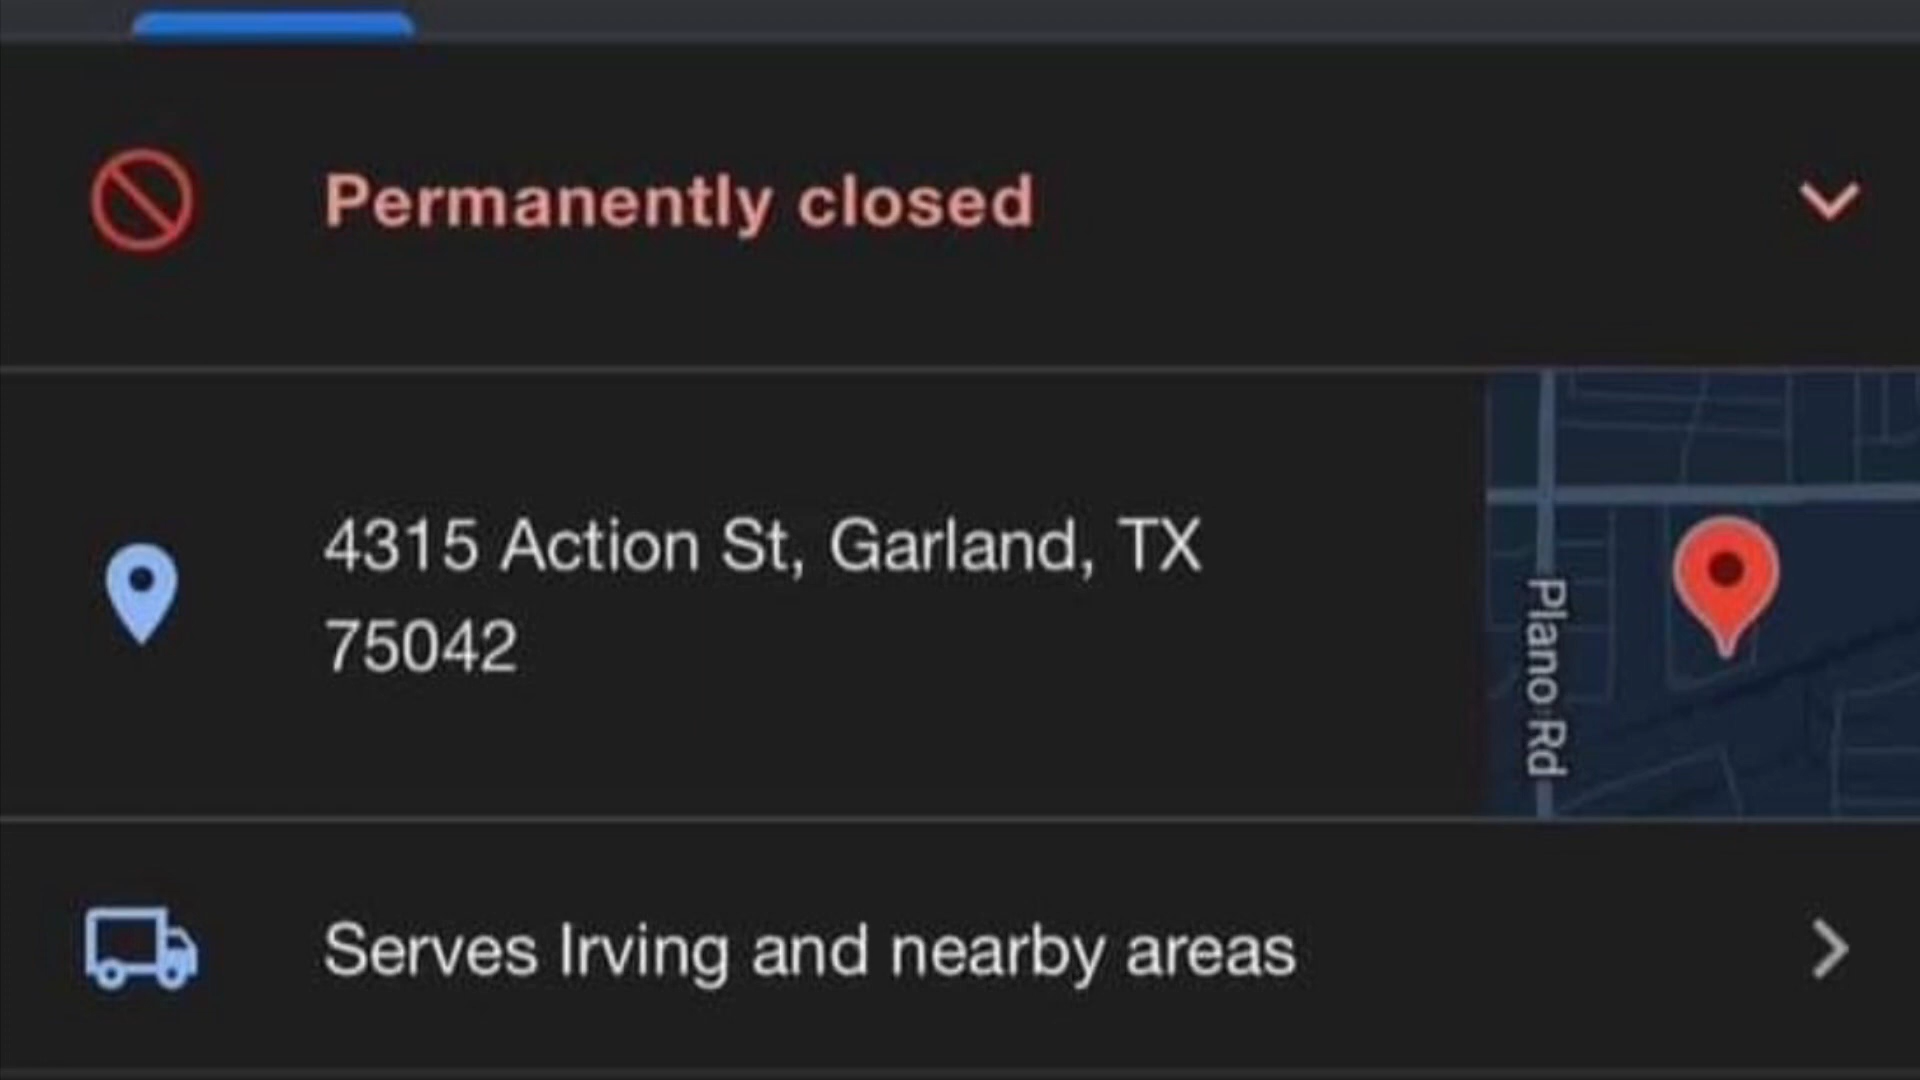 Permanently closed
4315 Action St, Garland, TX
75042
Plano Rd
Serves Irving and nearby areas